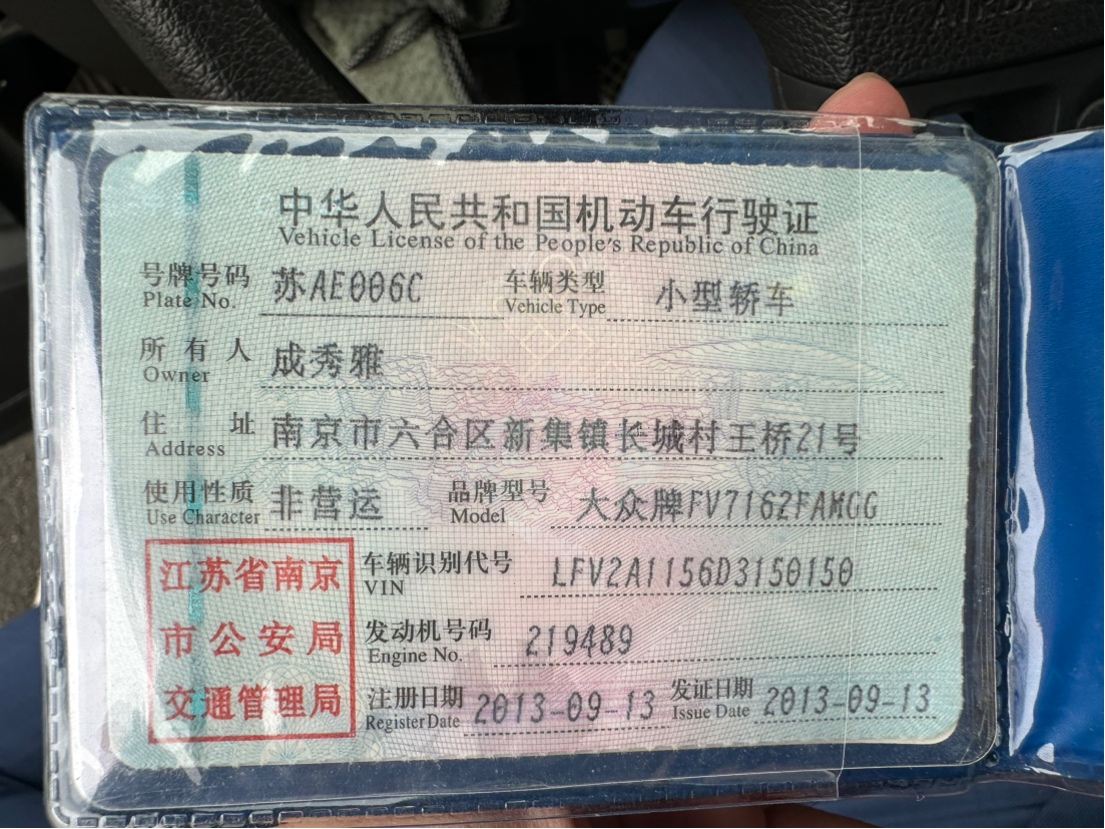 中华人民共和国机动车行驶证
Vehicle License of the People's Republic of China
号牌号码 苏AE006C 车辆类型 小型轿车
Plate No. Vehicle Type
所有人 成秀雅
Owner
住址 南京市六合区新集镇长城村王桥21号
Address
使用性质 非营运 品牌型号 大众牌FV7162FAMGG
Use Character Model
江苏省南京
市公安局
交通管理局
车辆识别代号 LFV2A1156D3150150
VIN
发动机号码 219489
Engine No.
注册日期 2013-09-13 发证日期 2013-09-13
Register Date Issue Date